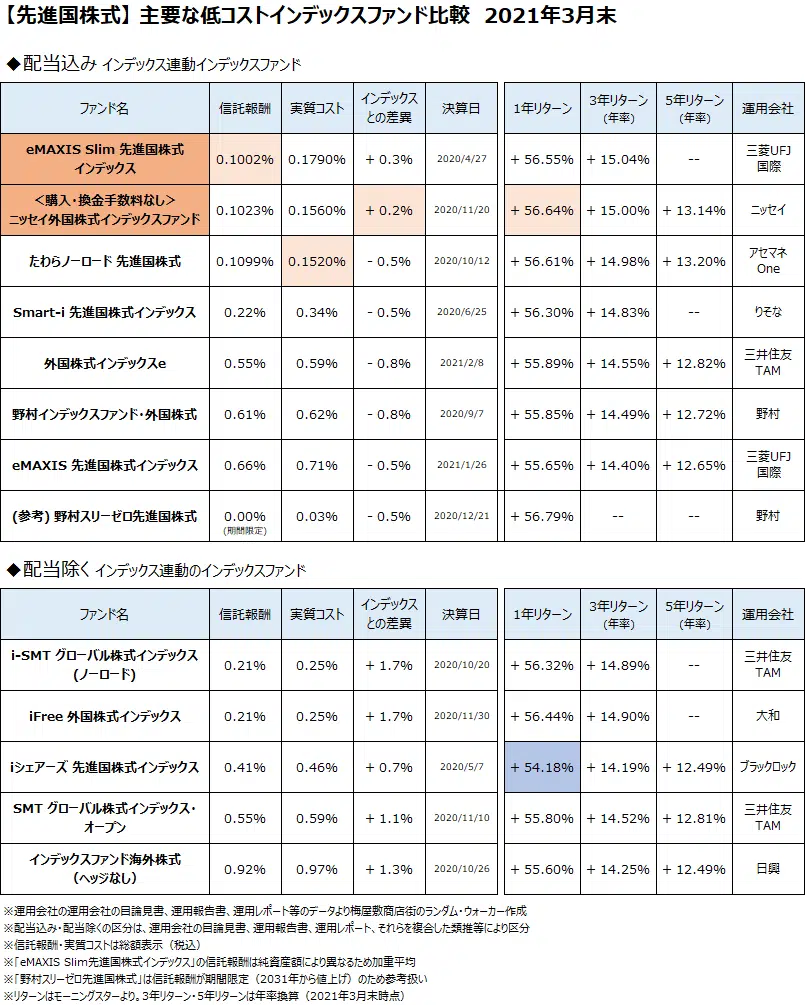 【先進国株式】 主要な低コストインデックスファンド比較 2021年3月末
◆配当込み インデックス連動インデックスファンド
ファンド名 信託報酬 実質コスト インデックスとの差異 決算日 1年リターン 3年リターン(年率) 5年リターン(年率) 運用会社
eMAXIS Slim 先進国株式インデックス 0.1002% 0.1790% + 0.3% 2020/4/27 + 56.55% + 15.04% -- 三菱UFJ国際
<購入・換金手数料なし>ニッセイ外国株式インデックスファンド 0.1023% 0.1560% + 0.2% 2020/11/20 + 56.64% + 15.00% + 13.14% ニッセイ
たわらノーロード 先進国株式 0.1099% 0.1520% - 0.5% 2020/10/12 + 56.61% + 14.98% + 13.20% アセマネOne
Smart-i 先進国株式インデックス 0.22% 0.34% - 0.5% 2020/6/25 + 56.30% + 14.83% -- りそな
外国株式インデックスe 0.55% 0.59% - 0.8% 2021/2/8 + 55.89% + 14.55% + 12.82% 三井住友TAM
野村インデックスファンド・外国株式 0.61% 0.62% - 0.8% 2020/9/7 + 55.85% + 14.49% + 12.72% 野村
eMAXIS 先進国株式インデックス 0.66% 0.71% - 0.5% 2021/1/26 + 55.65% + 14.40% + 12.65% 三菱UFJ国際
(参考) 野村スリーゼロ先進国株式 0.00%(期間限定) 0.03% - 0.5% 2020/12/21 + 56.79% -- -- 野村
◆配当除く インデックス連動のインデックスファンド
ファンド名 信託報酬 実質コスト インデックスとの差異 決算日 1年リターン 3年リターン(年率) 5年リターン(年率) 運用会社
i-SMT グローバル株式インデックス(ノーロード) 0.21% 0.25% + 1.7% 2020/10/20 + 56.32% + 14.89% -- 三井住友TAM
iFree 外国株式インデックス 0.21% 0.25% + 1.7% 2020/11/30 + 56.44% + 14.90% -- 大和
iシェアーズ 先進国株式インデックス 0.41% 0.46% + 0.7% 2020/5/7 + 54.18% + 14.19% + 12.49% ブラックロック
SMT グローバル株式インデックス・オープン 0.55% 0.59% + 1.1% 2020/11/10 + 55.80% + 14.52% + 12.81% 三井住友TAM
インデックスファンド海外株式(ヘッジなし) 0.92% 0.97% + 1.3% 2020/10/26 + 55.60% + 14.25% + 12.49% 日興
※運用会社の運用会社の目論見書、運用報告書、運用レポート等のデータより梅屋敷商店街のランダム・ウォーカー作成
※配当込み・配当除くの区分は、運用会社の目論見書、運用報告書、運用レポート、それらを複合した類推等により区分
※信託報酬・実質コストは総額表示（税込）
※「eMAXIS Slim先進国株式インデックス」の信託報酬は純資産額により異なるため加重平均
※「野村スリーゼロ先進国株式」は信託報酬が期間限定（2031年から値上げ）のため参考扱い
※リターンはモーニングスターより。3年リターン・5年リターンは年率換算（2021年3月末時点）